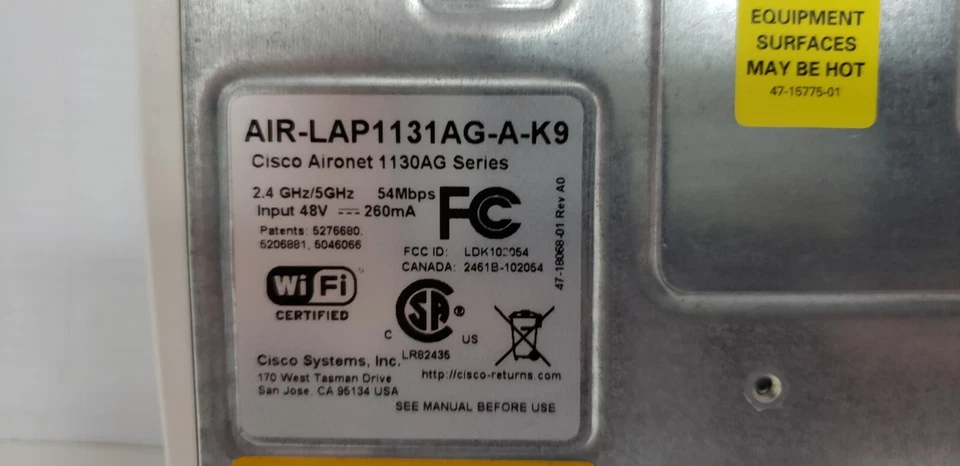 EQUIPMENT
SURFACES
MAY BE HOT
47-15775-01
AIR-LAP1131AG-A-K9
Cisco Aironet 1130AG Series
2.4 GHz/5GHz 54Mbps
Input 48V 260mA
Patents: 5276680,
5206881, 5046066
FC
FCC ID: LDK102054
CANADA: 2461B-102054
47-18068-01 Rev A0
Wi Fi
CERTIFIED
SA ®
C US
LR82435
Cisco Systems, Inc.
170 West Tasman Drive
San Jose, CA 95134 USA
http://cisco-returns.com
SEE MANUAL BEFORE USE